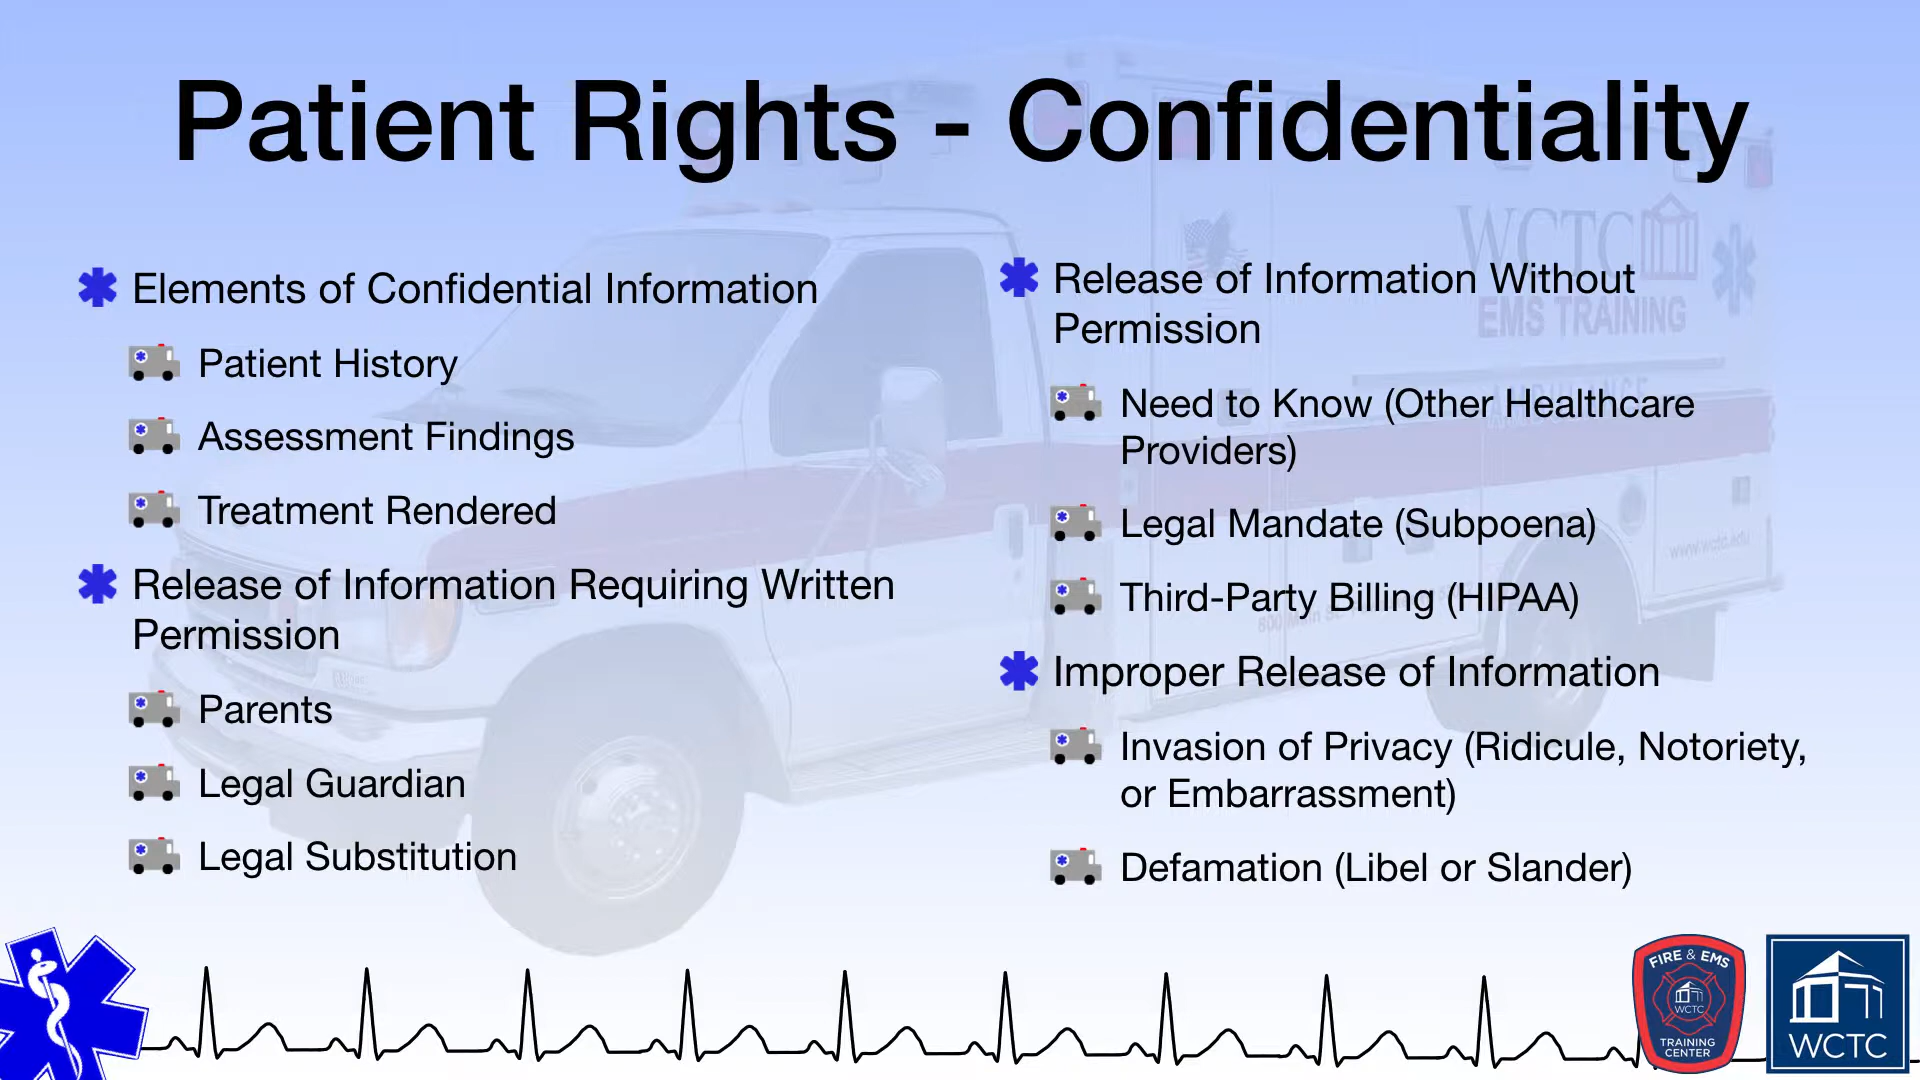 Patient Rights - Confidentiality
Elements of Confidential Information
Patient History
Assessment Findings
Treatment Rendered
Release of Information Requiring Written
Permission
Parents
Legal Guardian
Legal Substitution
Release of Information Without
Permission
Need to Know (Other Healthcare
Providers)
Legal Mandate (Subpoena)
Third-Party Billing (HIPAA)
Improper Release of Information
Invasion of Privacy (Ridicule, Notoriety,
or Embarrassment)
Defamation (Libel or Slander)
WCTC
EMS TRAINING
AMBULANCE
www.wctc.edu
FIRE & EMS
WCTC
TRAINING
CENTER
WCTC